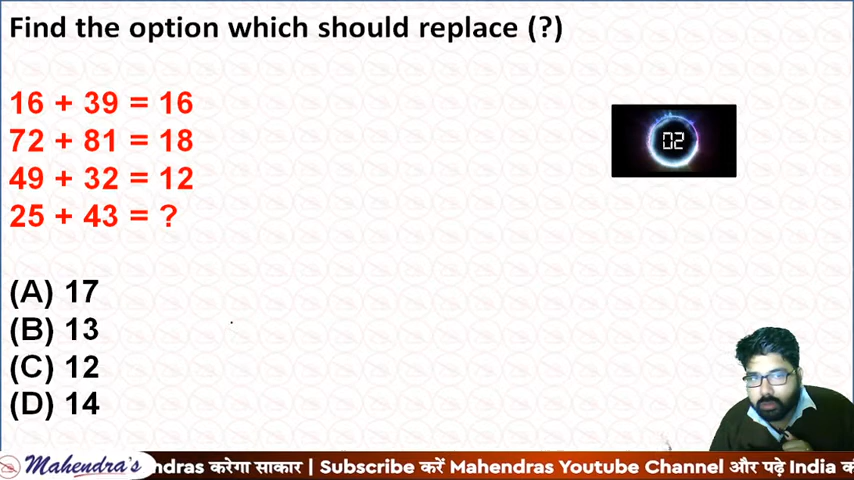 Find the option which should replace (?)
16 + 39 = 16
72 + 81 = 18
49 + 32 = 12
25 + 43 = ?
02
(A) 17
(B) 13
(C) 12
(D) 14
Mahendra's ndras करेगा साकार | Subscribe करें Mahendras Youtube Channel और पढ़े India